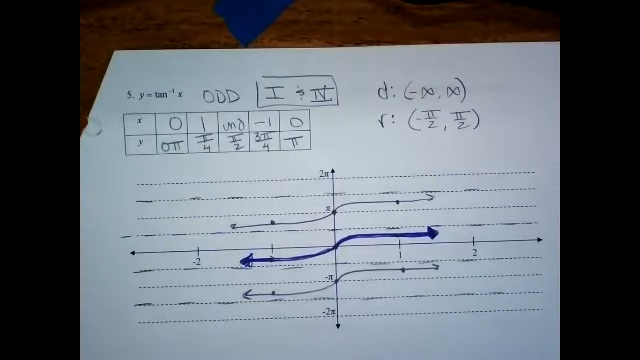 5. y = tan⁻¹ x ODD I & IV d: (-∞, ∞)
r: (-π/2, π/2)
x 0 1 und -1 0
y 0π π/4 π/2 3π/4 π
2π
π
-2 1 2
-π
-2π